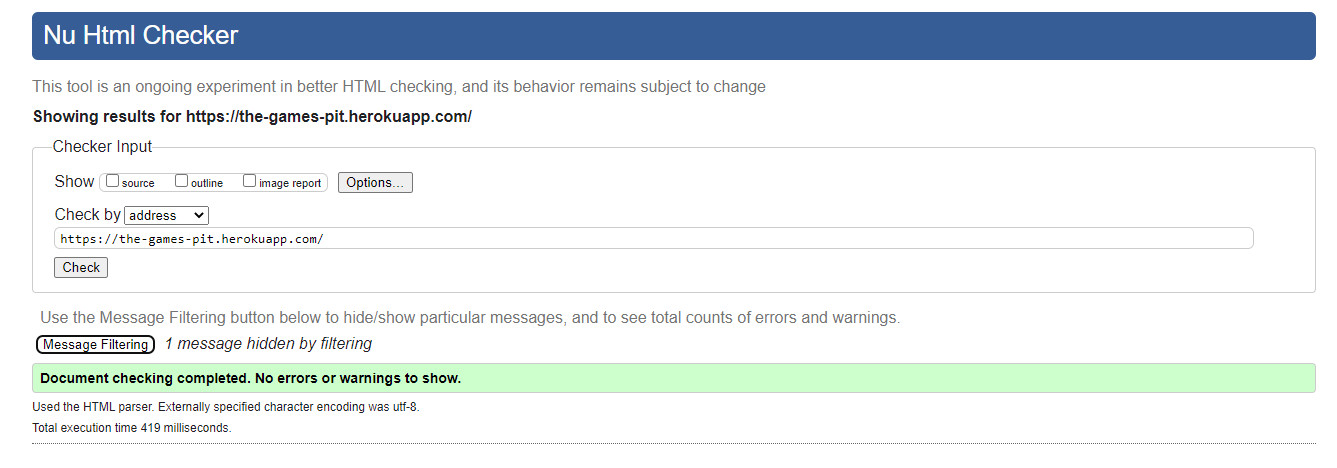 Nu Html Checker
This tool is an ongoing experiment in better HTML checking, and its behavior remains subject to change
Showing results for https://the-games-pit.herokuapp.com/
Checker Input
Show source outline image report Options...
Check by address
https://the-games-pit.herokuapp.com/
Check
Use the Message Filtering button below to hide/show particular messages, and to see total counts of errors and warnings.
Message Filtering 1 message hidden by filtering
Document checking completed. No errors or warnings to show.
Used the HTML parser. Externally specified character encoding was utf-8.
Total execution time 419 milliseconds.